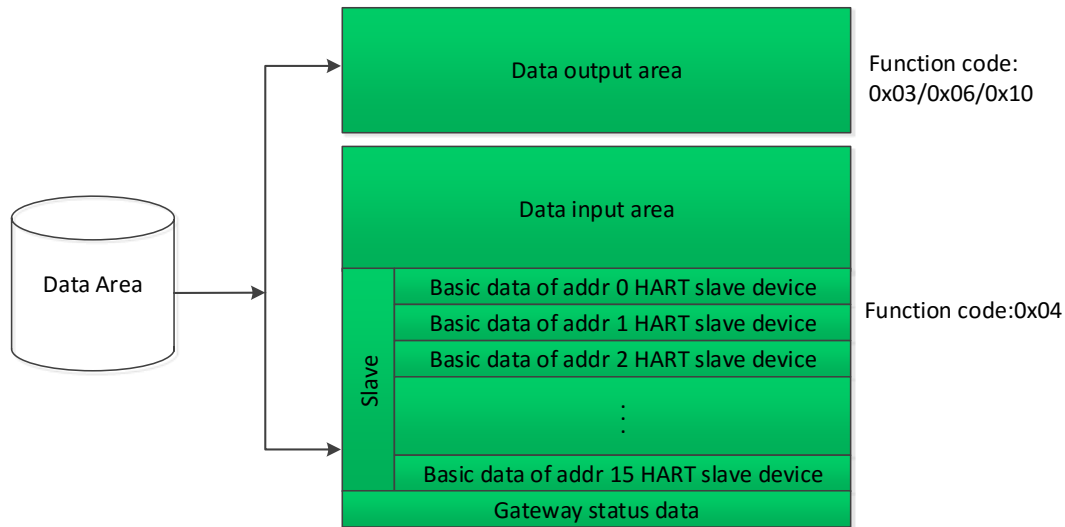 Data output area
Function code:
0x03/0x06/0x10
Data Area
Data input area
Slave
Basic data of addr 0 HART slave device
Basic data of addr 1 HART slave device
Basic data of addr 2 HART slave device
⋮
Basic data of addr 15 HART slave device
Function code:0x04
Gateway status data